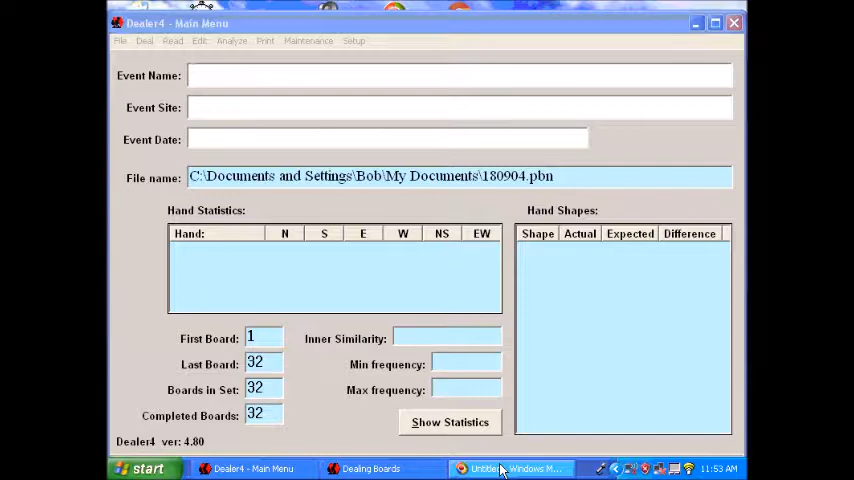 Dealer4 - Main Menu
File Deal Read Edit Analyze Print Maintenance Setup
Event Name:
Event Site:
Event Date:
File name: C:\Documents and Settings\Bob\My Documents\180904.pbn
Hand Statistics:
Hand: N S E W NS EW
Hand Shapes:
Shape Actual Expected Difference
First Board: 1
Inner Similarity:
Last Board: 32
Min frequency:
Boards in Set: 32
Max frequency:
Completed Boards: 32
Show Statistics
Dealer4 ver: 4.80
start Dealer4 - Main Menu Dealing Boards Untitle Windows M... 11:53 AM